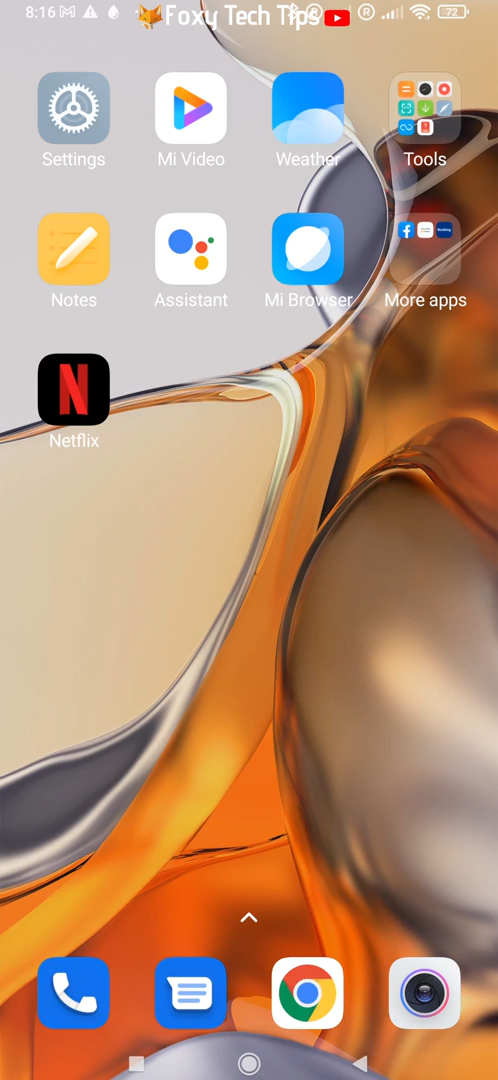 8:16 Foxy Tech Tips 72
Settings Mi Video Weather Tools
Notes Assistant Mi Browser More apps
Netflix